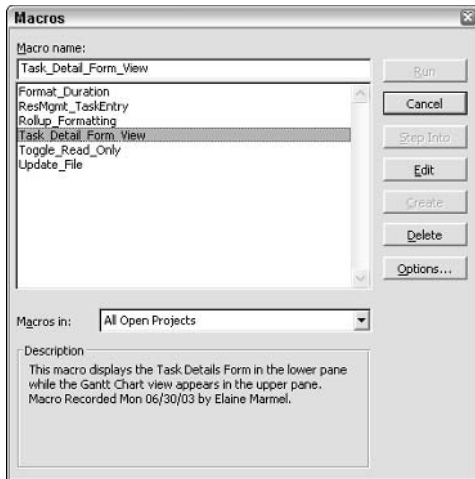 Macros
Macro name:
Task_Detail_Form_View
Run
Format_Duration
ResMgmt_TaskEntry
Rollup_Formatting
Task_Detail_Form_View
Toggle_Read_Only
Update_File
Cancel
Step Into
Edit
Create
Delete
Options...
Macros in:
All Open Projects
Description
This macro displays the Task Details Form in the lower pane
while the Gantt Chart view appears in the upper pane.
Macro Recorded Mon 06/30/03 by Elaine Marmel.